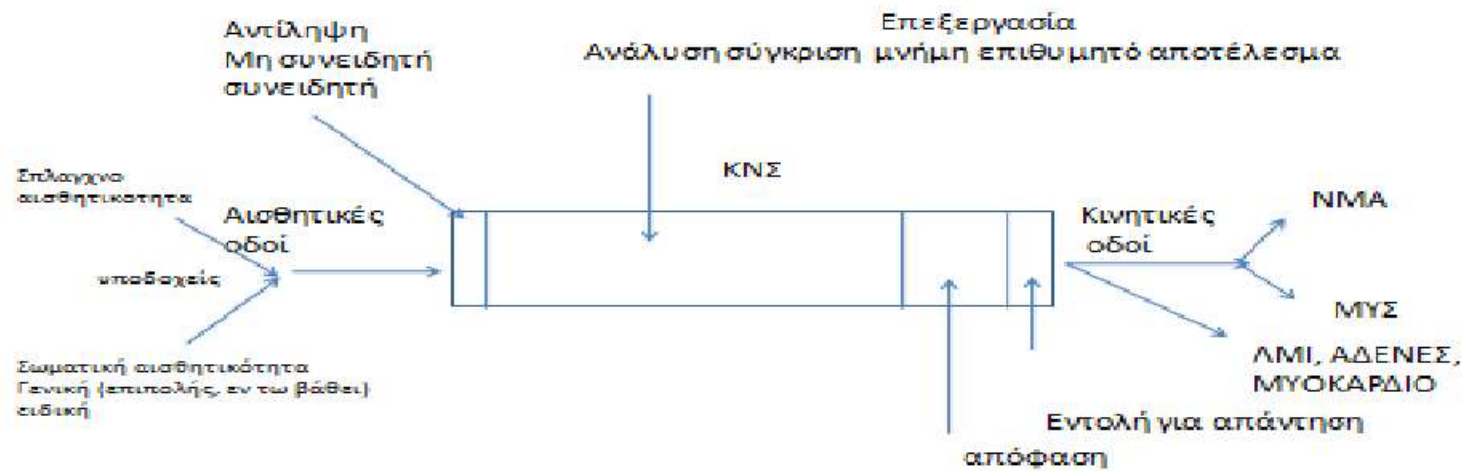 Αντίληψη
Μη συνειδητή
συνειδητή
Επεξεργασία
Ανάλυση σύγκριση μνήμη επιθυμητό αποτέλεσμα
ΚΝΣ
Σπλαγχνο
αισθητικοτητα
Αισθητικές
οδοί
υποδοχείς
Σωματική αισθητικότητα
Γενική (επιπολής, εν τω βάθει)
ειδική
Κινητικές
οδοί
ΝΜΑ
ΜΥΣ
ΛΜΙ, ΑΔΕΝΕΣ,
ΜΥΟΚΑΡΔΙΟ
Εντολή για απάντηση
απόφαση